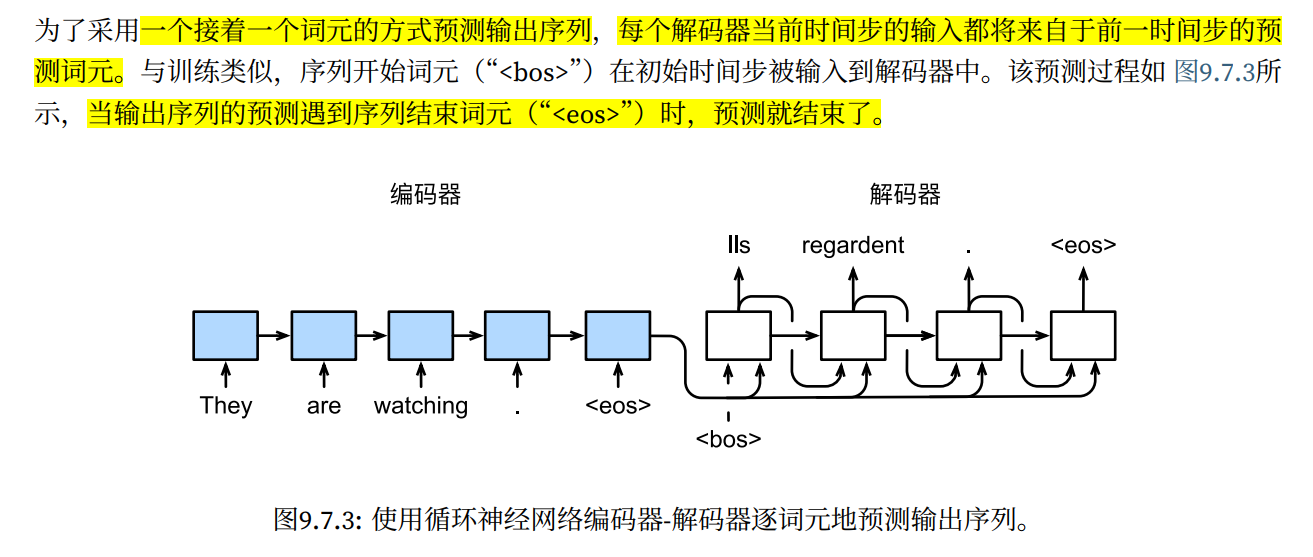 为了采用一个接着一个词元的方式预测输出序列，每个解码器当前时间步的输入都将来自于前一时间步的预
测词元。与训练类似，序列开始词元（“<bos>”）在初始时间步被输入到解码器中。该预测过程如 图9.7.3所
示，当输出序列的预测遇到序列结束词元（“<eos>”）时，预测就结束了。
编码器
解码器
Ils regardent . <eos>
They are watching . <eos>
<bos>
图9.7.3: 使用循环神经网络编码器-解码器逐词元地预测输出序列。